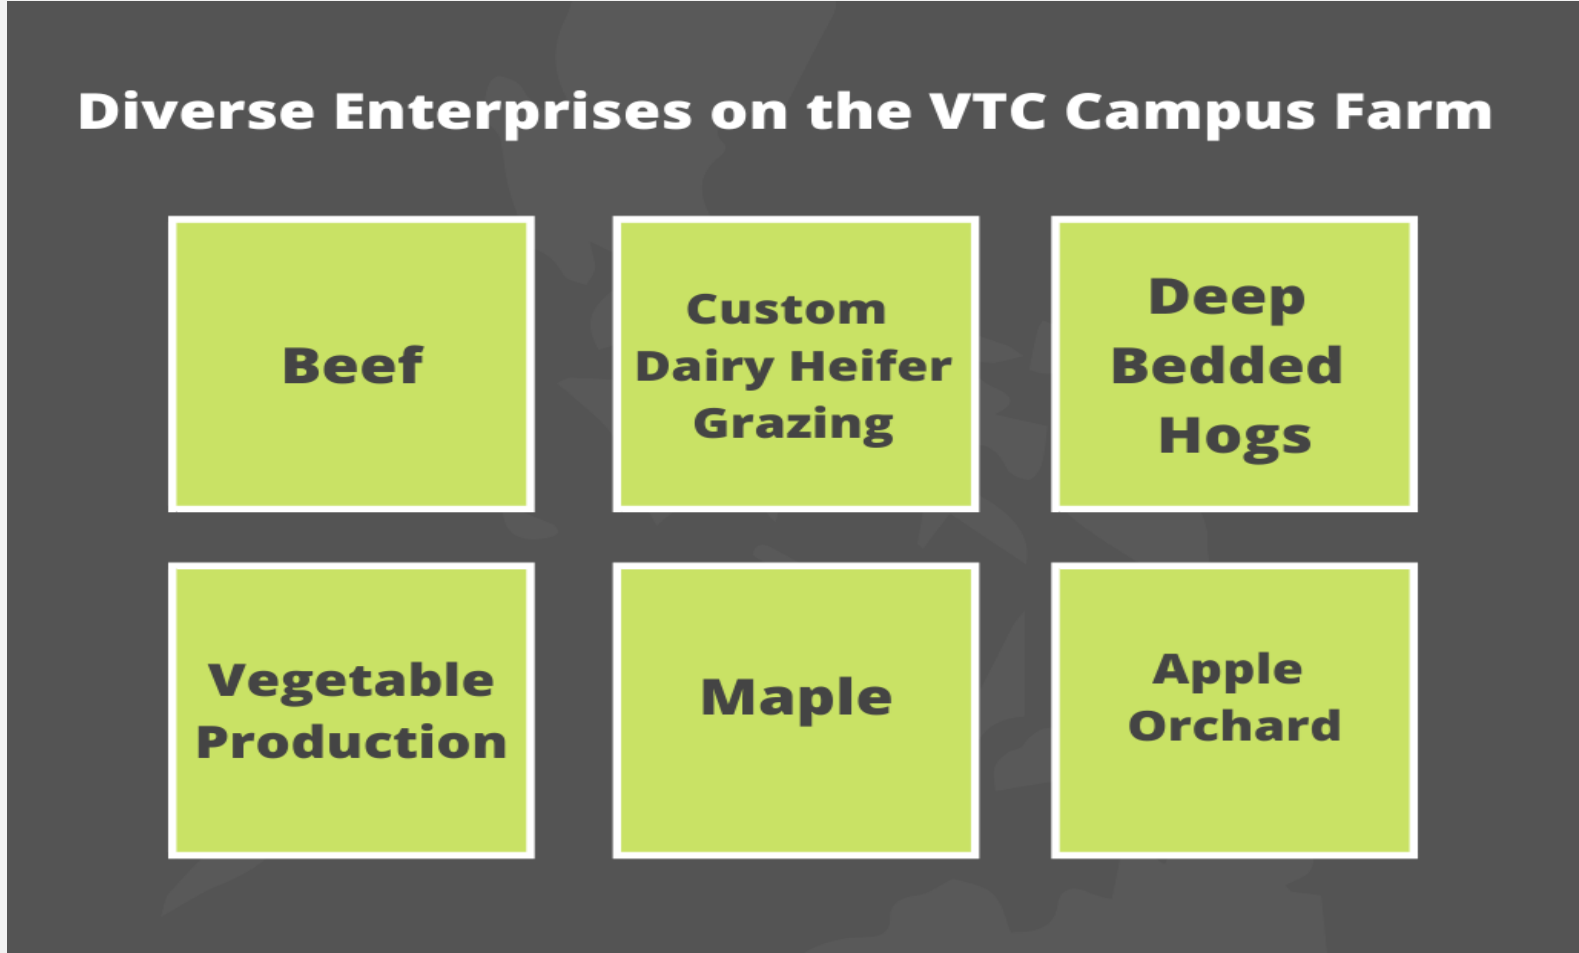 Diverse Enterprises on the VTC Campus Farm
Beef
Custom
Dairy Heifer
Grazing
Deep
Bedded
Hogs
Vegetable
Production
Maple
Apple
Orchard